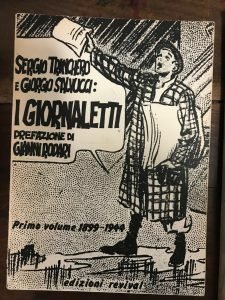 SERGIO TRINCHERO
E GIORGIO SALVUCCI:
I GIORNALETTI
PREFAZIONE DI
GIANNI RODARI
Primo volume 1899-1944
edizioni revival